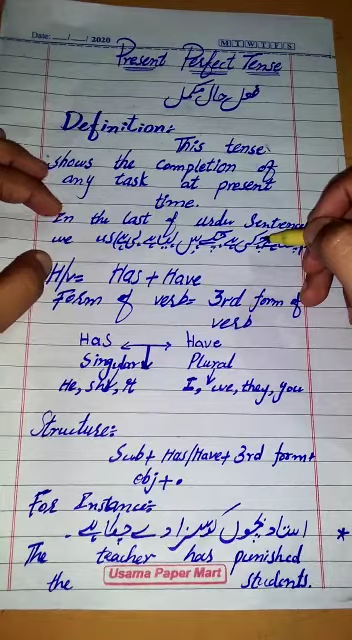 Date: __/__/2020 M T W T F S
Present Perfect Tense
فعل حال مکمل
Definition:
This tense
shows the completion of
any task at present
time.
In the last of urdu Sentence
we us
H/v= Has + Have
Form of verb= 3rd form of
verb
Has Have
Singular Plural
He, she, it I, we, they, you
Structure:
Sub+ Has/Have+ 3rd form+
obj+.
For Instance:
استاد بچوں کو سزا دے چکا ہے۔ *
The teacher has punished
the students.
Usama Paper Mart